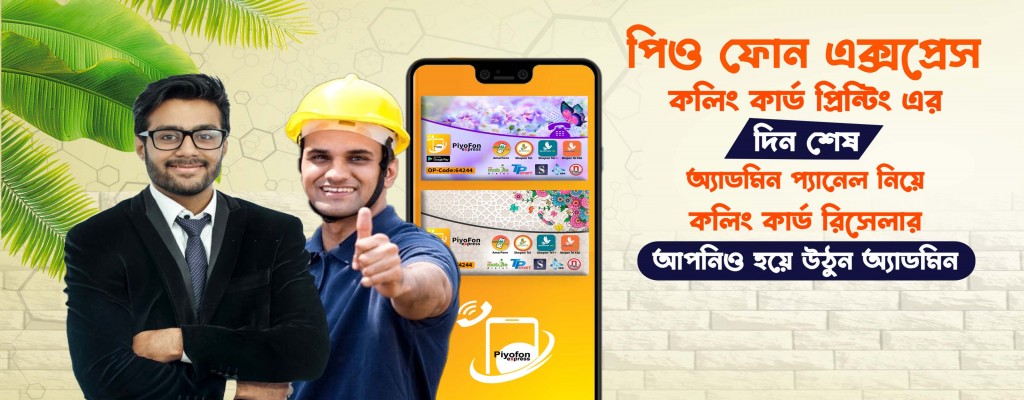 পিও ফোন এক্সপ্রেস
কলিং কার্ড প্রিন্টিং এর
দিন শেষ
অ্যাডমিন প্যানেল নিয়ে
কলিং কার্ড রিসেলার
আপনিও হয়ে উঠুন অ্যাডমিন
PiyoFon
express
OP-Code:64244
PiyoFon
express
4244
Piyofon
express